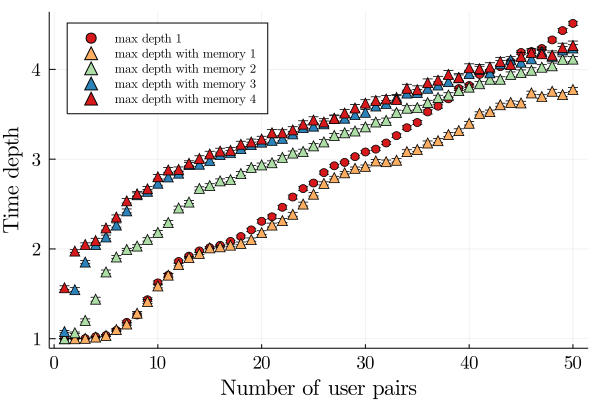 max depth 1
max depth with memory 1
max depth with memory 2
max depth with memory 3
max depth with memory 4
Time depth
4
3
2
1
0 10 20 30 40 50
Number of user pairs